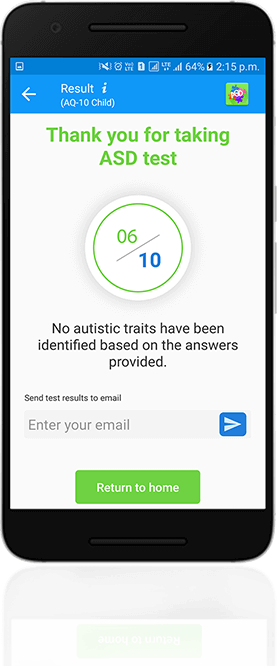 64% 2:15 p.m.
Result i
(AQ-10 Child)
Thank you for taking
ASD test
06
10
No autistic traits have been
identified based on the answers
provided.
Send test results to email
Enter your email
Return to home